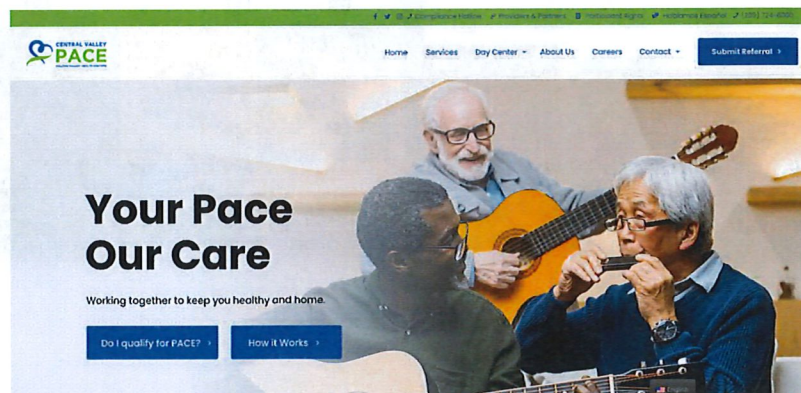 Compliance Hotline Providers & Partners Participant Rights Hablamos Español
CENTRAL VALLEY
PACE
Home Services Day Center About Us Careers Contact Submit Referral >
Your Pace
Our Care
Working together to keep you healthy and home.
Do I qualify for PACE? > How it Works >